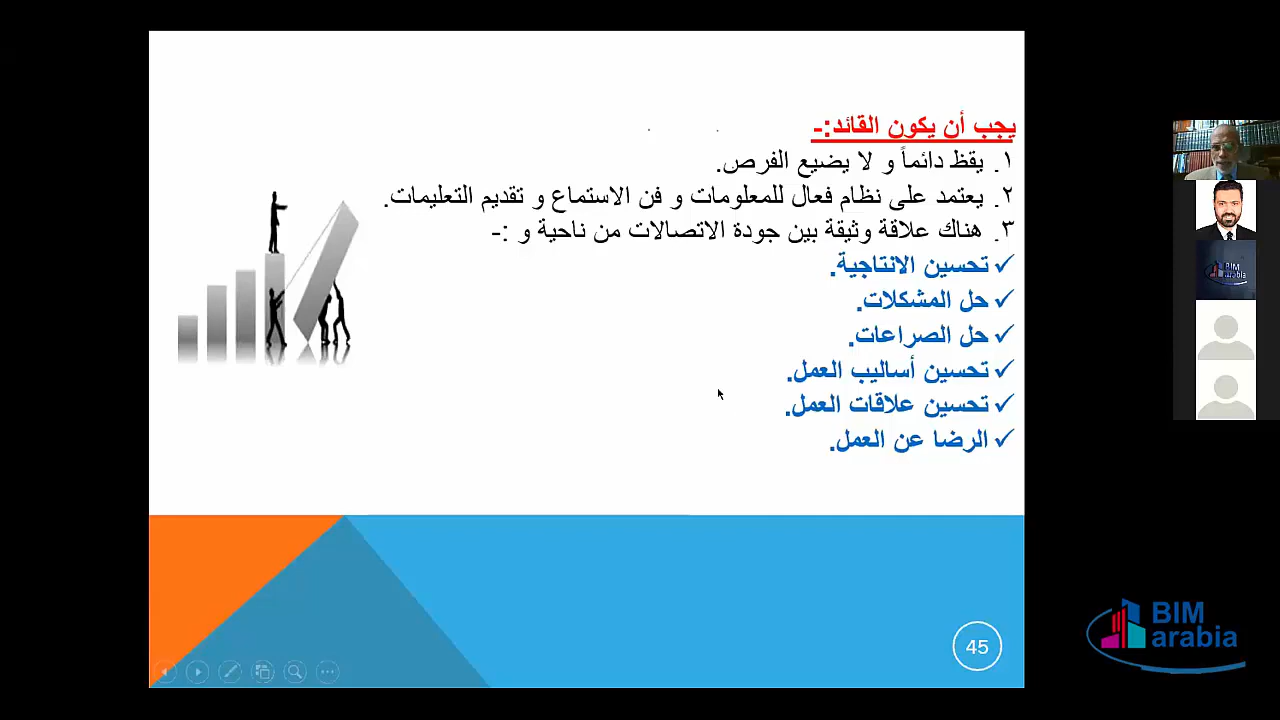 يجب أن يكون القائد:-
١. يقظ دائماً و لا يضيع الفرص.
٢. يعتمد على نظام فعال للمعلومات و فن الاستماع و تقديم التعليمات.
٣. هناك علاقة وثيقة بين جودة الاتصالات من ناحية و :-
✓ تحسين الانتاجية.
✓ حل المشكلات.
✓ حل الصراعات.
✓ تحسين أساليب العمل.
✓ تحسين علاقات العمل.
✓ الرضا عن العمل.
45
BIM
arabia
BIM
arabia